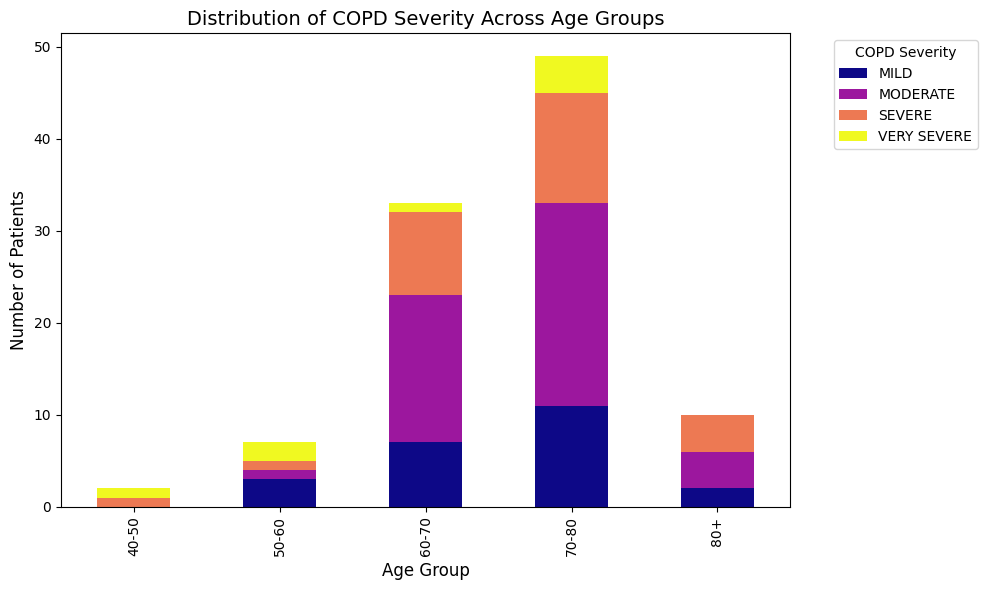 Distribution of COPD Severity Across Age Groups
Number of Patients
50
40
30
20
10
0
40-50
50-60
60-70
70-80
80+
Age Group
COPD Severity
MILD
MODERATE
SEVERE
VERY SEVERE